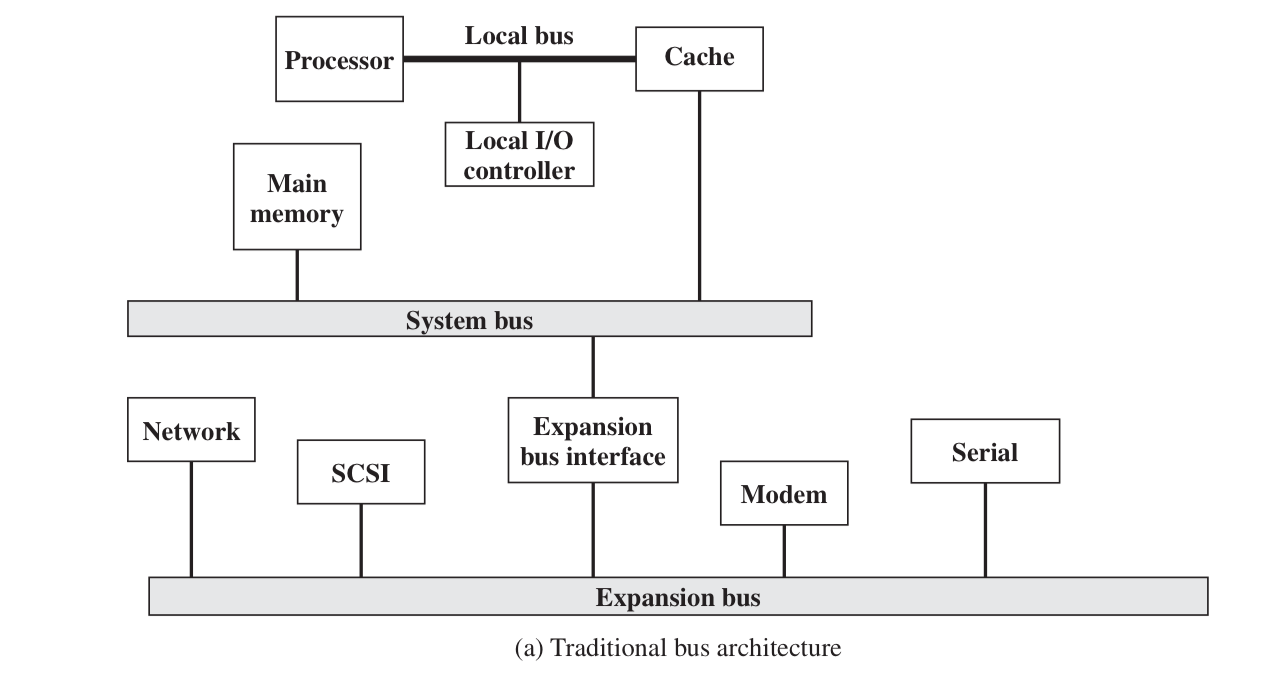 Local bus
Processor
Cache
Local I/O
controller
Main
memory
System bus
Network
SCSI
Expansion
bus interface
Modem
Serial
Expansion bus
(a) Traditional bus architecture